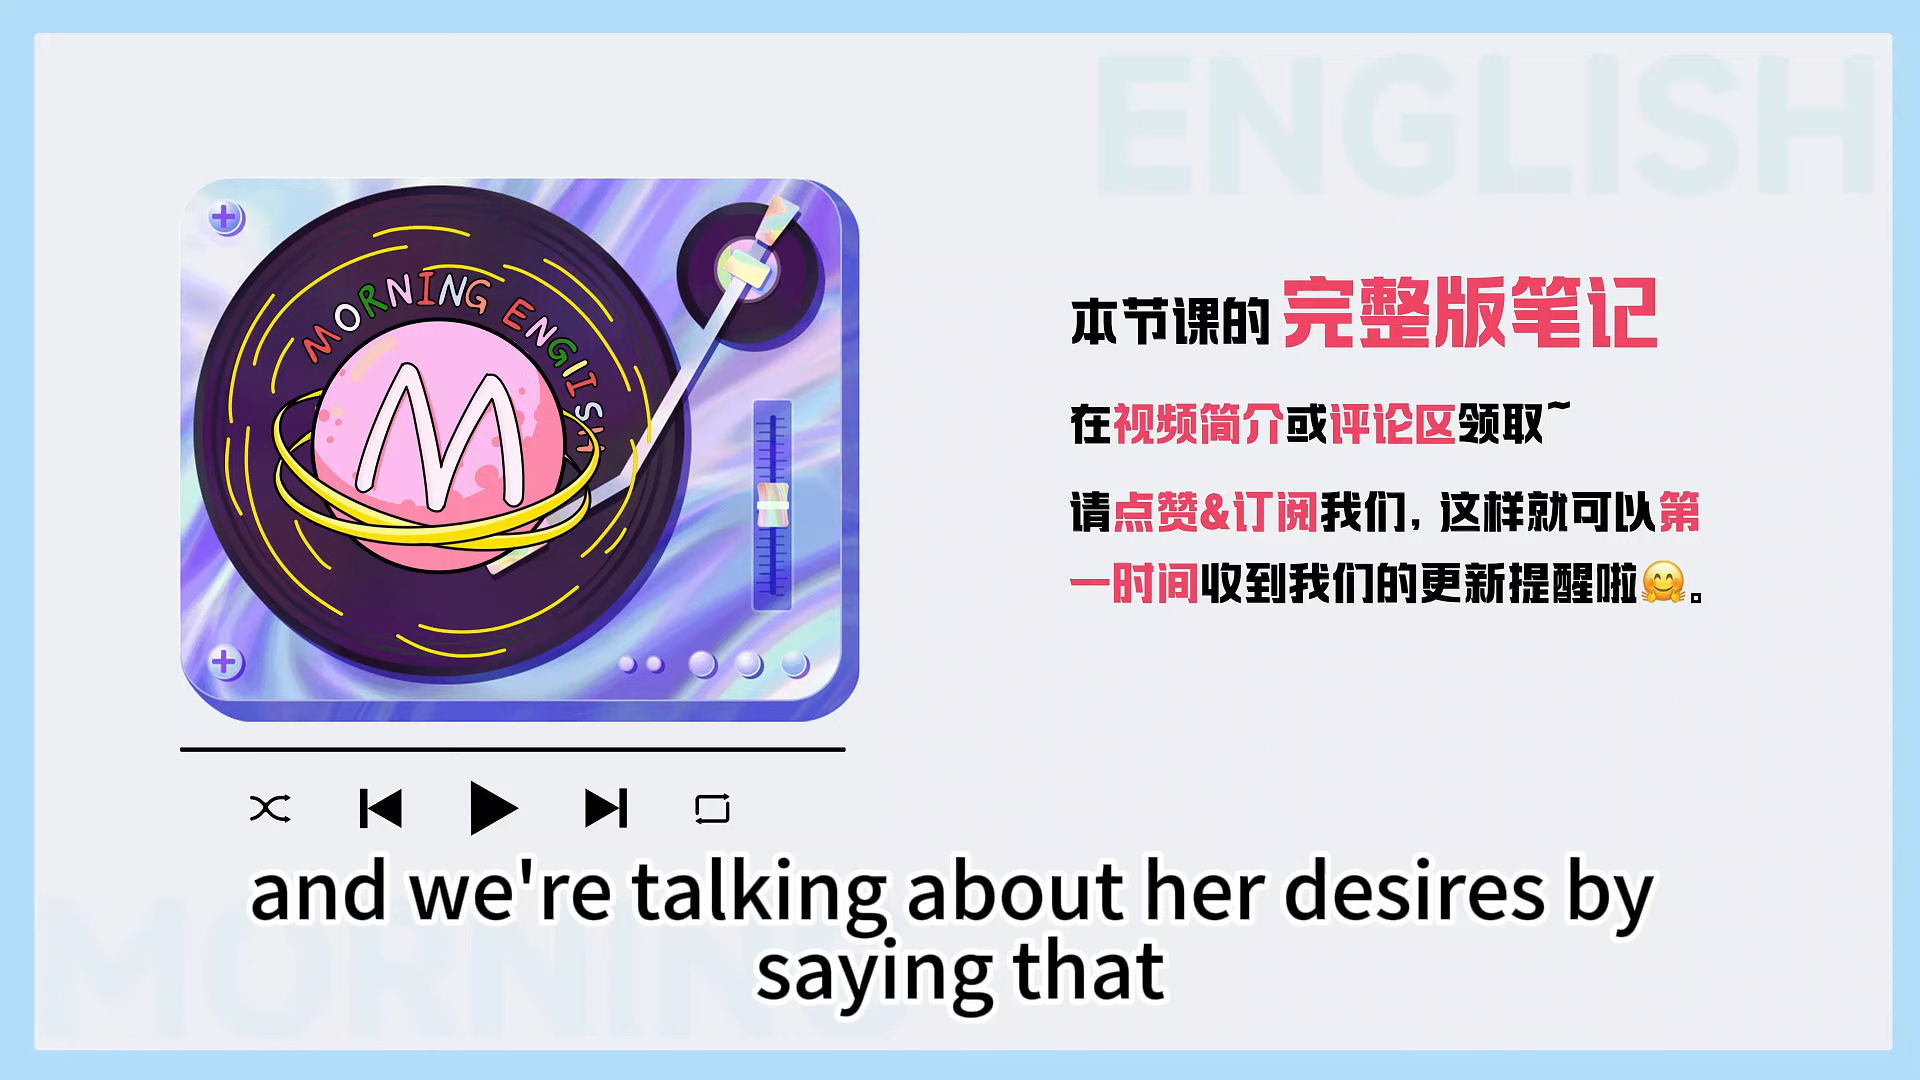 ENGLISH
MORNING ENGLISH
M
本节课的 完整版笔记
在视频简介或评论区领取~
请点赞&订阅我们, 这样就可以第
一时间收到我们的更新提醒啦🤗。
MORNING
and we're talking about her desires by
saying that